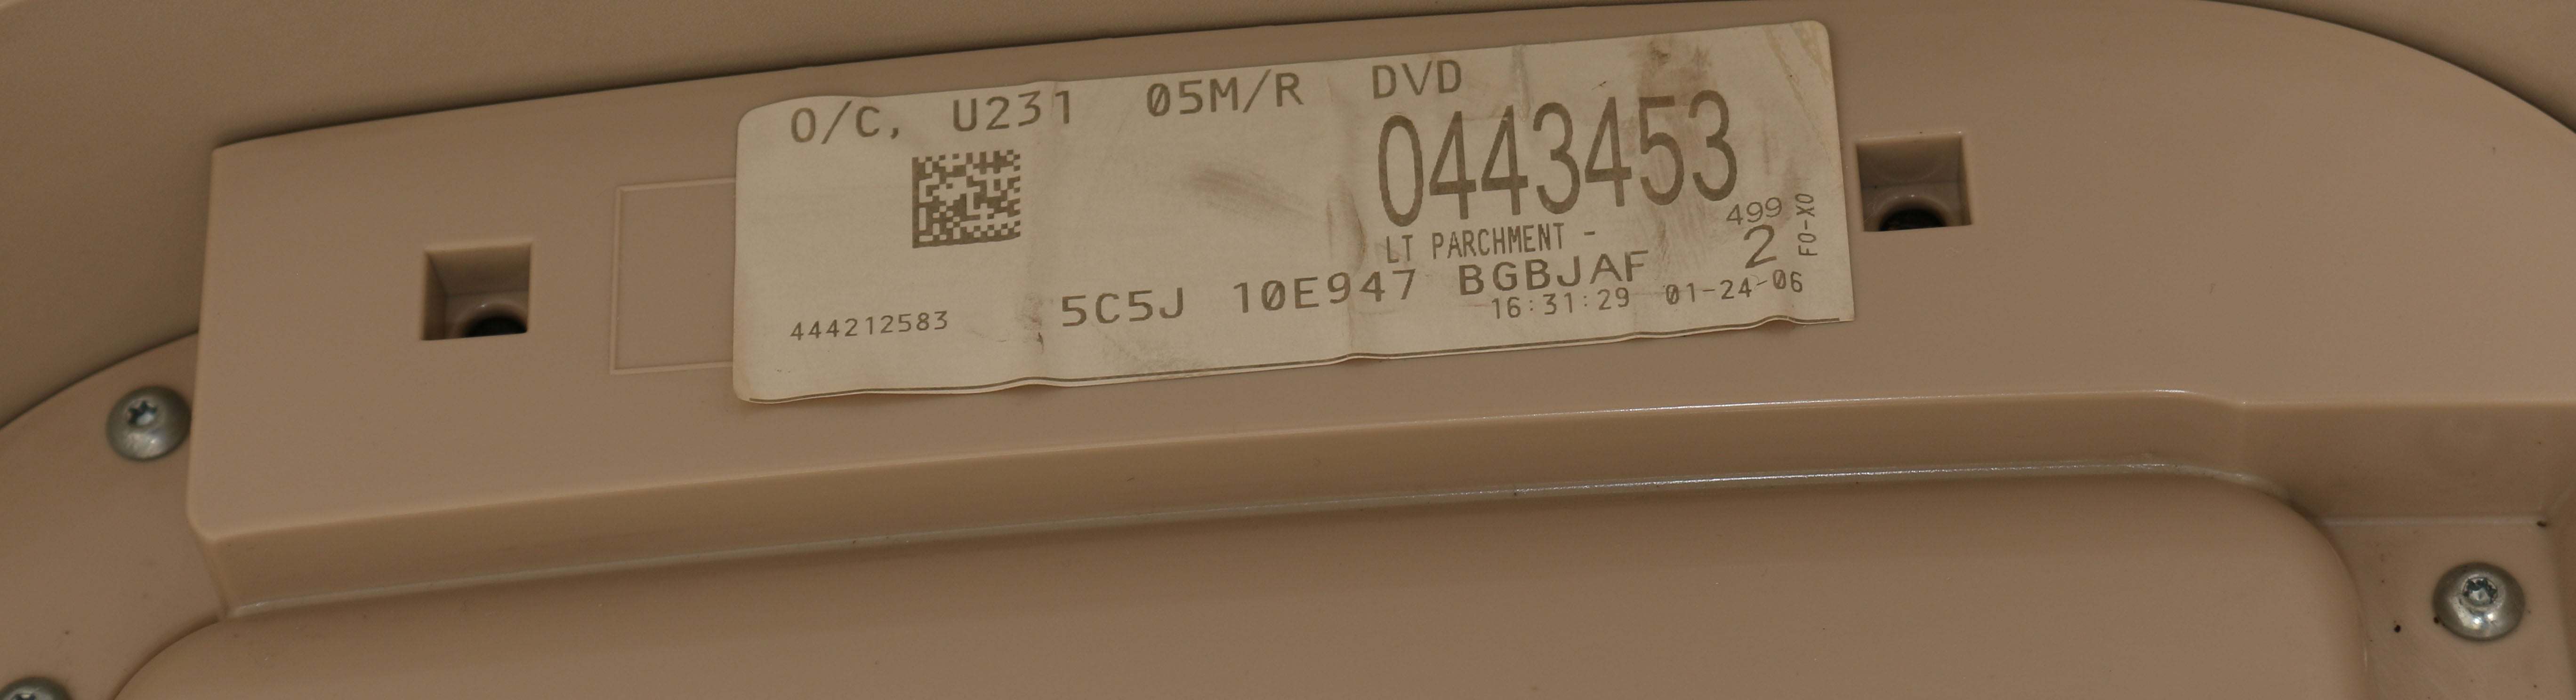 O/C, U231 05M/R DVD
0443453
499
LT PARCHMENT -
2
FO-XO
5C5J 10E947 BGBJAF
444212583
16:31:29 01-24-06